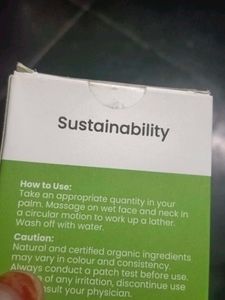 Sustainability
How to Use:
Take an appropriate quantity in your
palm. Massage on wet face and neck in
a circular motion to work up a lather.
Wash off with water.
Caution:
Natural and certified organic ingredients
may vary in colour and consistency.
Always conduct a patch test before use.
of any irritation, discontinue use
your physician.